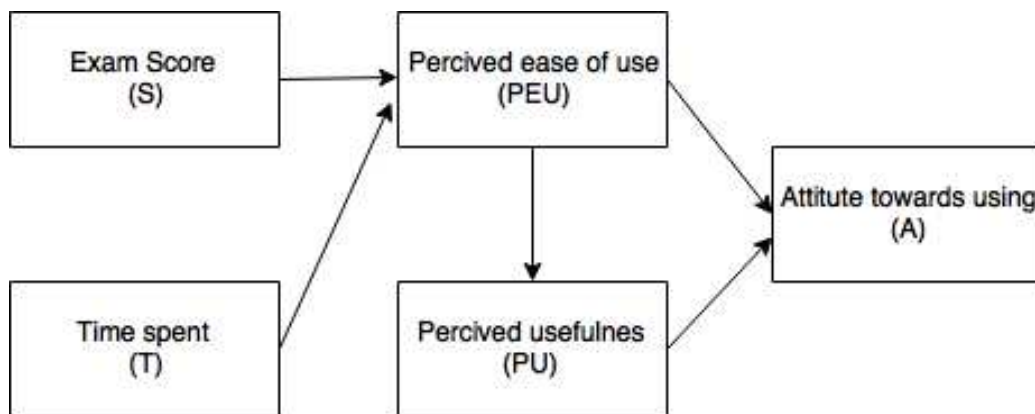 Exam Score
(S)
Percived ease of use
(PEU)
Attitute towards using
(A)
Time spent
(T)
Percived usefulnes
(PU)